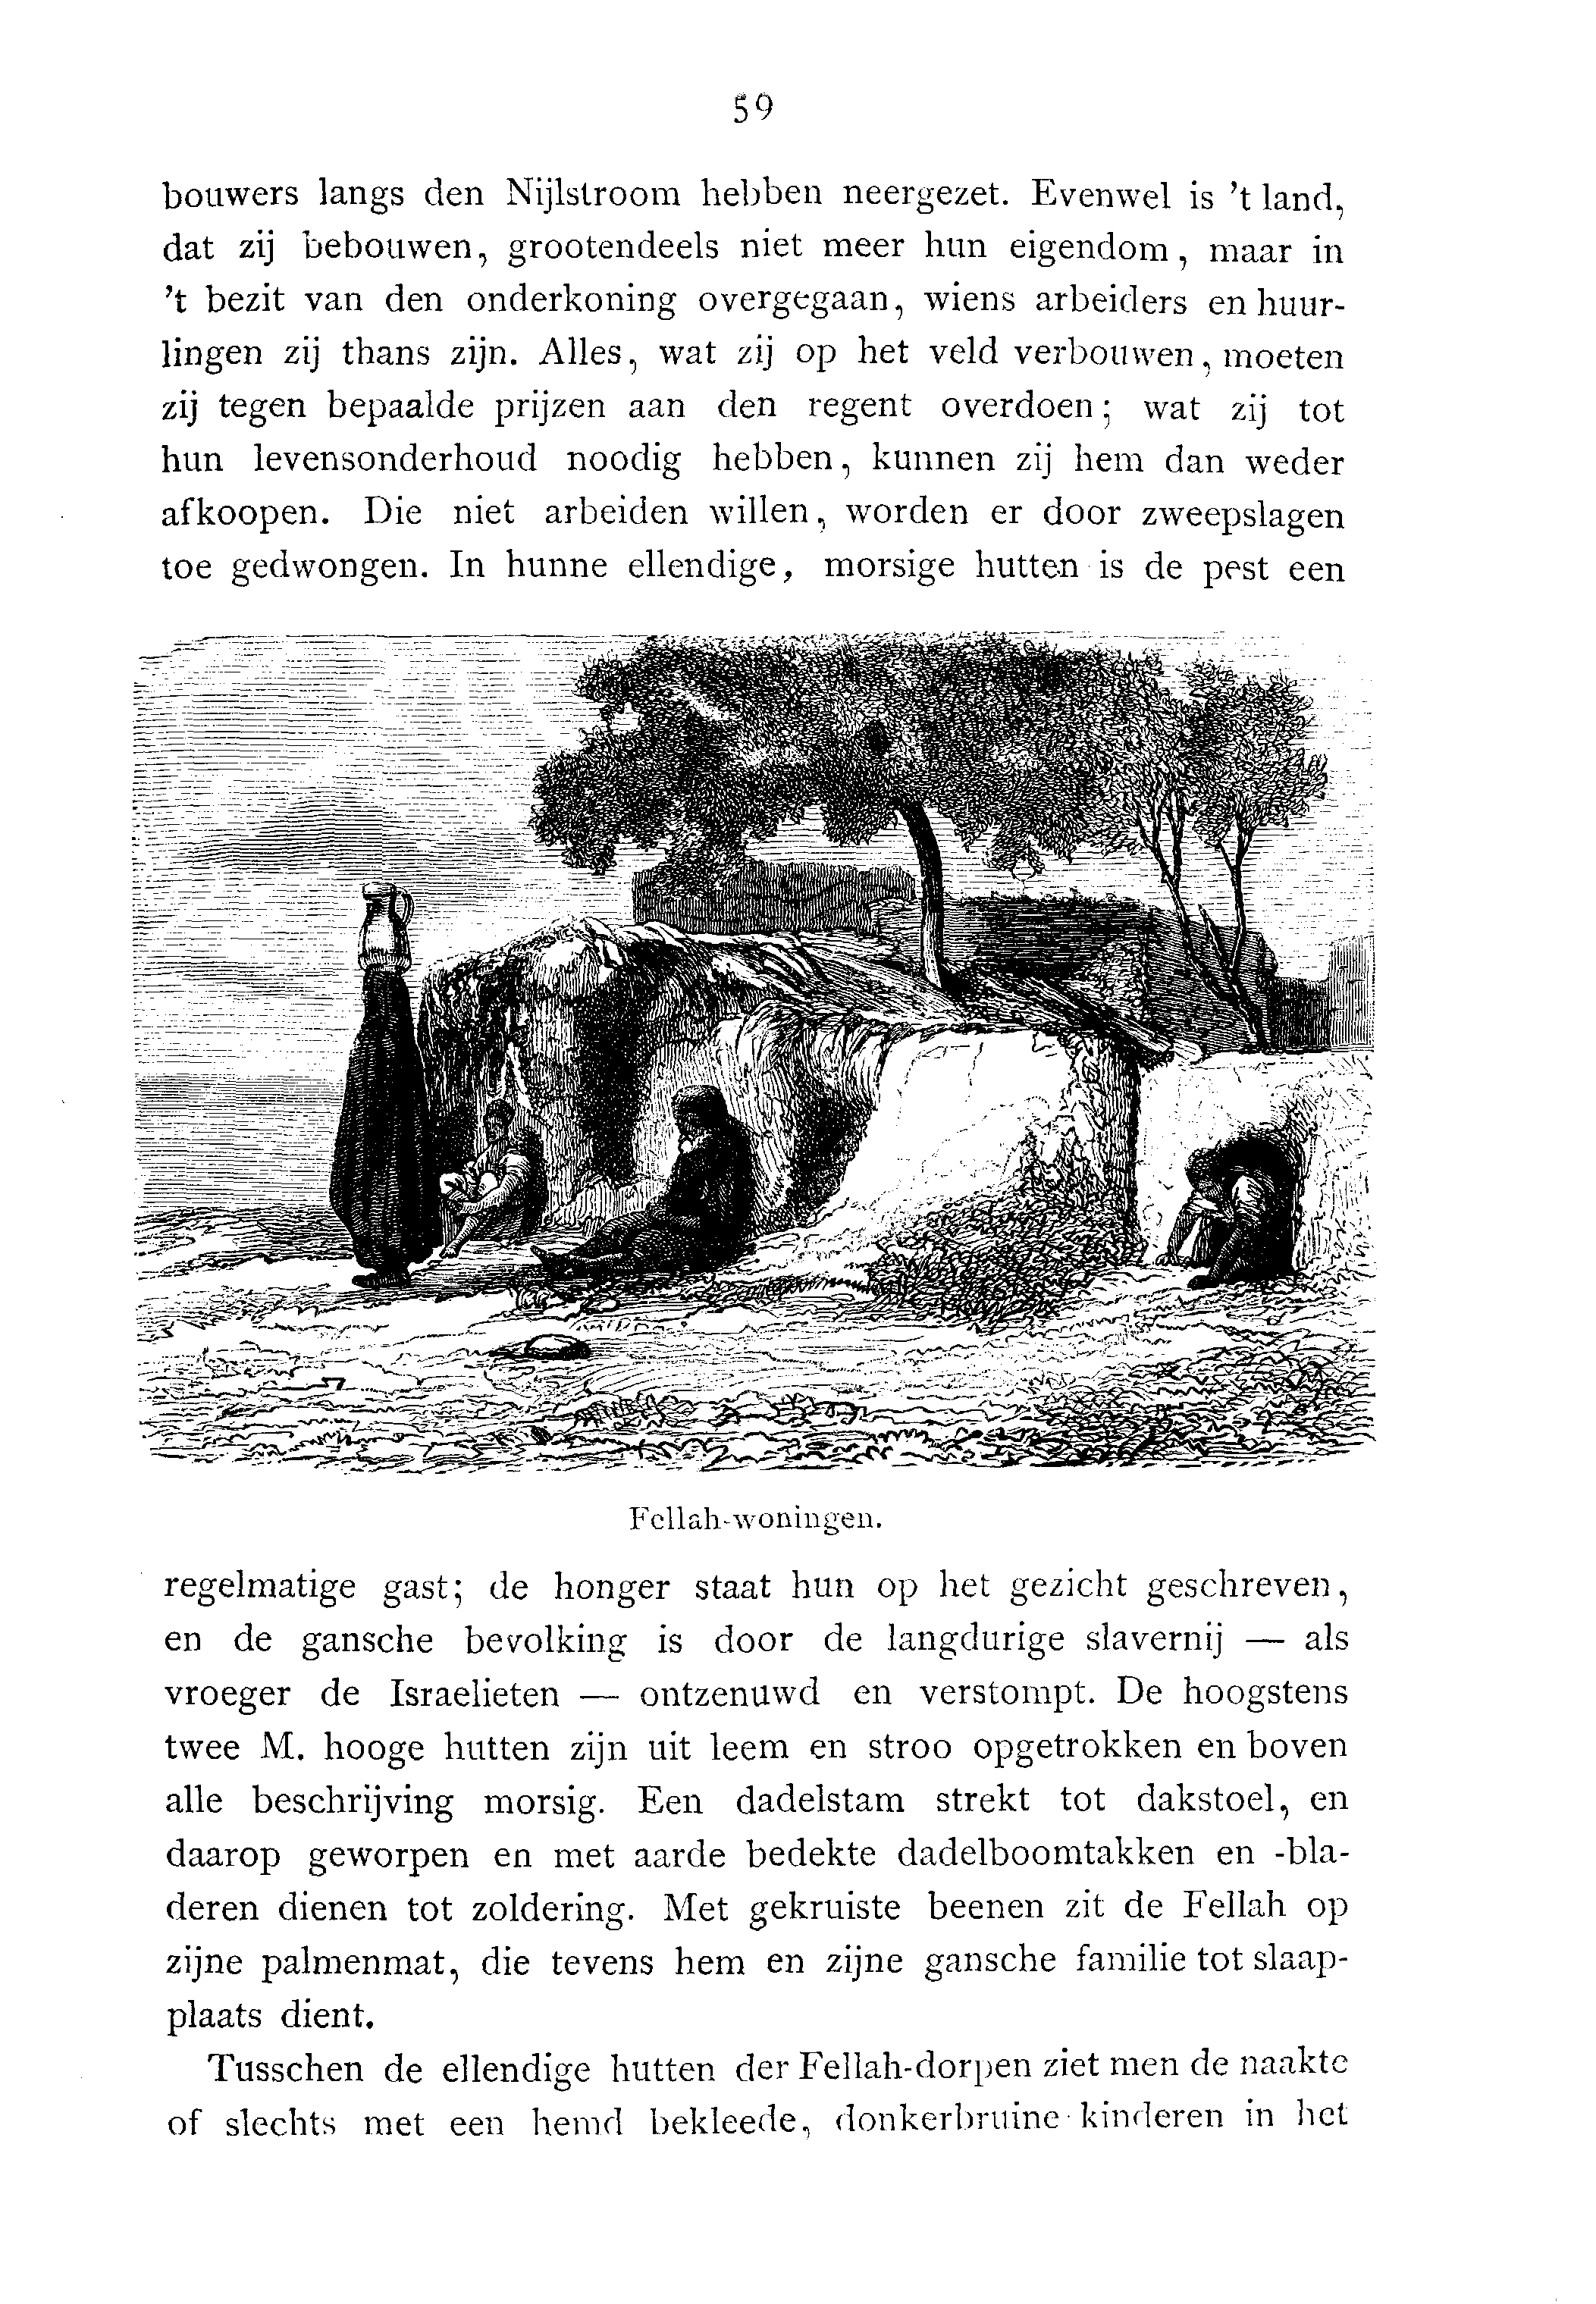 59
bouwers langs den Nijlstroom hebben neergezet. Evenwel is 't land,
dat zij bebouwen, grootendeels niet meer hun eigendom, maar in
't bezit van den onderkoning overgegaan, wiens arbeiders en huur-
lingen zij thans zijn. Alles, wat zij op het veld verbouwen, moeten
zij tegen bepaalde prijzen aan den regent overdoen; wat zij tot
hun levensonderhoud noodig hebben, kunnen zij hem dan weder
afkoopen. Die niet arbeiden willen, worden er door zweepslagen
toe gedwongen. In hunne ellendige, morsige hutten is de pest een
Fellah-woningen.
regelmatige gast; de honger staat hun op het gezicht geschreven,
en de gansche bevolking is door de langdurige slavernij — als
vroeger de Israelieten — ontzenuwd en verstompt. De hoogstens
twee M. hooge hutten zijn uit leem en stroo opgetrokken en boven
alle beschrijving morsig. Een dadelstam strekt tot dakstoel, en
daarop geworpen en met aarde bedekte dadelboomtakken en -bla-
deren dienen tot zoldering. Met gekruiste beenen zit de Fellah op
zijne palmenmat, die tevens hem en zijne gansche familie tot slaap-
plaats dient.
Tusschen de ellendige hutten der Fellah-dorpen ziet men de naakte
of slechts met een hemd bekleede, donkerbruine kinderen in het